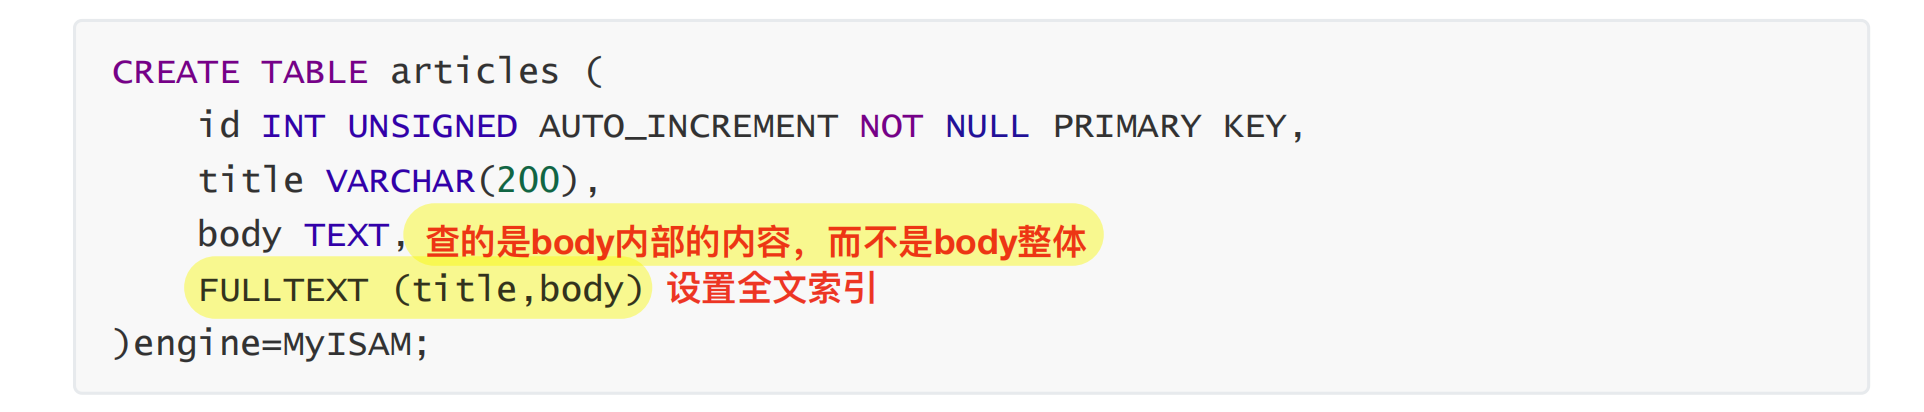 CREATE TABLE articles (
    id INT UNSIGNED AUTO_INCREMENT NOT NULL PRIMARY KEY,
    title VARCHAR(200),
    body TEXT, 查的是body内部的内容，而不是body整体
    FULLTEXT (title,body) 设置全文索引
)engine=MyISAM;